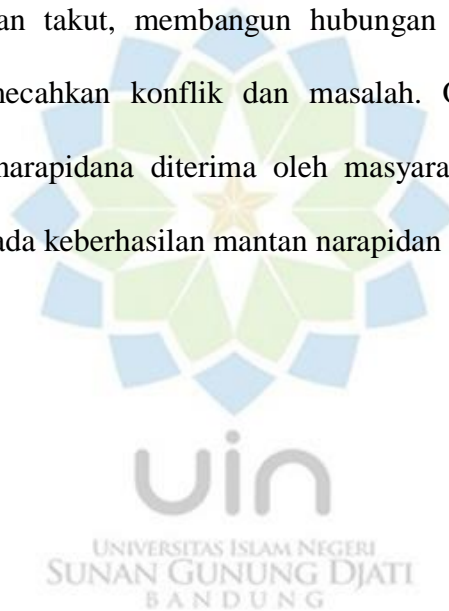 an takut, membangun hubungan
necahkan konflik dan masalah.
narapidana diterima oleh masyara
ada keberhasilan mantan narapidan
uin
UNIVERSITAS ISLAM NEGERI
SUNAN GUNUNG DJATI
BANDUNG